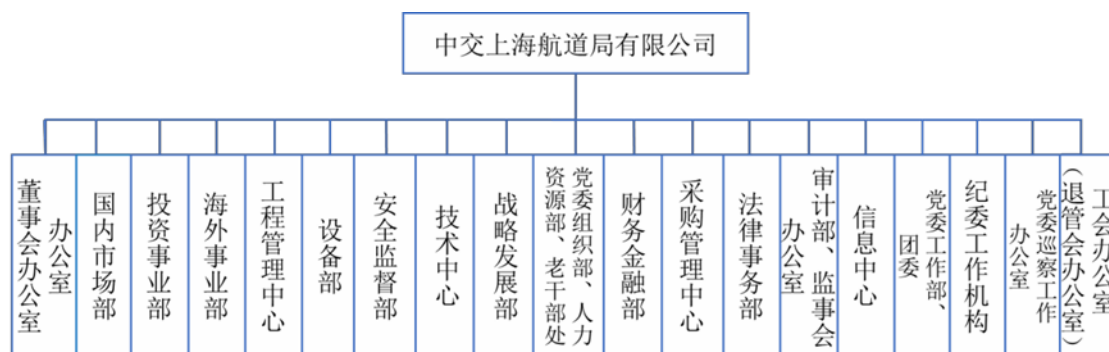 中交上海航道局有限公司
办公室
董事会办公室
国内市场部
投资事业部
海外事业部
工程管理中心
设备部
安全监督部
技术中心
战略发展部
党委组织部、人力
资源部、老干部处
财务金融部
采购管理中心
法律事务部
审计部、监事会
办公室
信息中心
党委工作部、
团委
纪委工作机构
党委巡察工作
办公室
工会办公室
(退管会办公室)